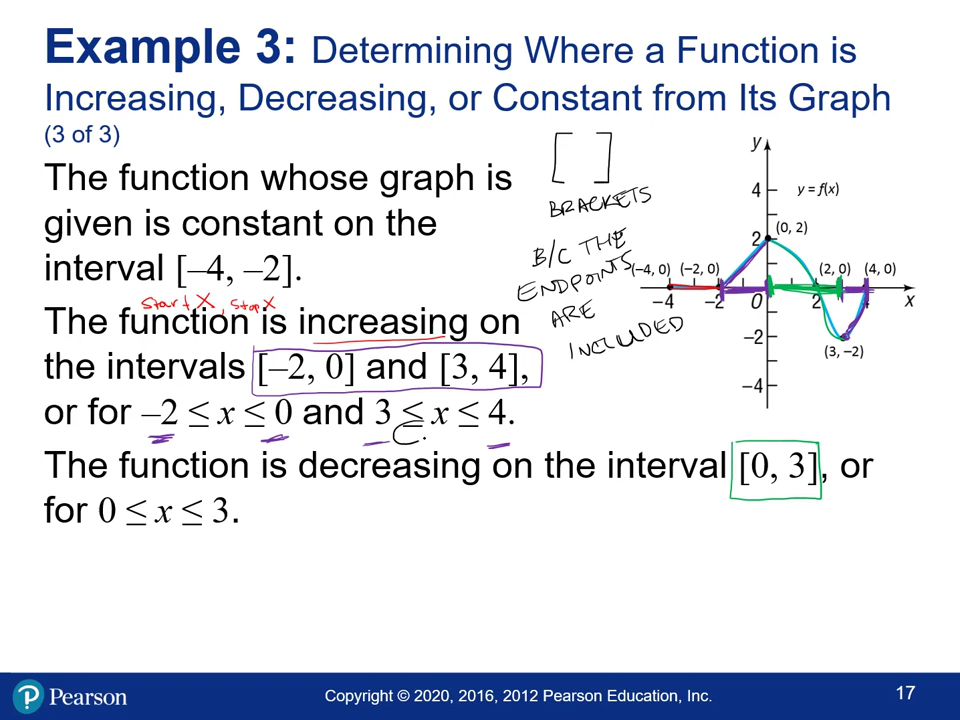 Example 3: Determining Where a Function is
Increasing, Decreasing, or Constant from Its Graph
(3 of 3)
The function whose graph is
given is constant on the
interval [–4, –2].
start x, stop x
The function is increasing on
the intervals [–2, 0] and [3, 4],
or for –2 ≤ x ≤ 0 and 3 ≤ x ≤ 4.
The function is decreasing on the interval [0, 3], or
for 0 ≤ x ≤ 3.
[ ]
BRACKETS
B/C THE
ENDPOINTS
ARE
INCLUDED
y
4
y = f(x)
2
(0, 2)
(–4, 0) (–2, 0) (2, 0) (4, 0)
–4 –2 O 2 4 x
–2
(3, –2)
–4
Pearson
Copyright © 2020, 2016, 2012 Pearson Education, Inc.
17